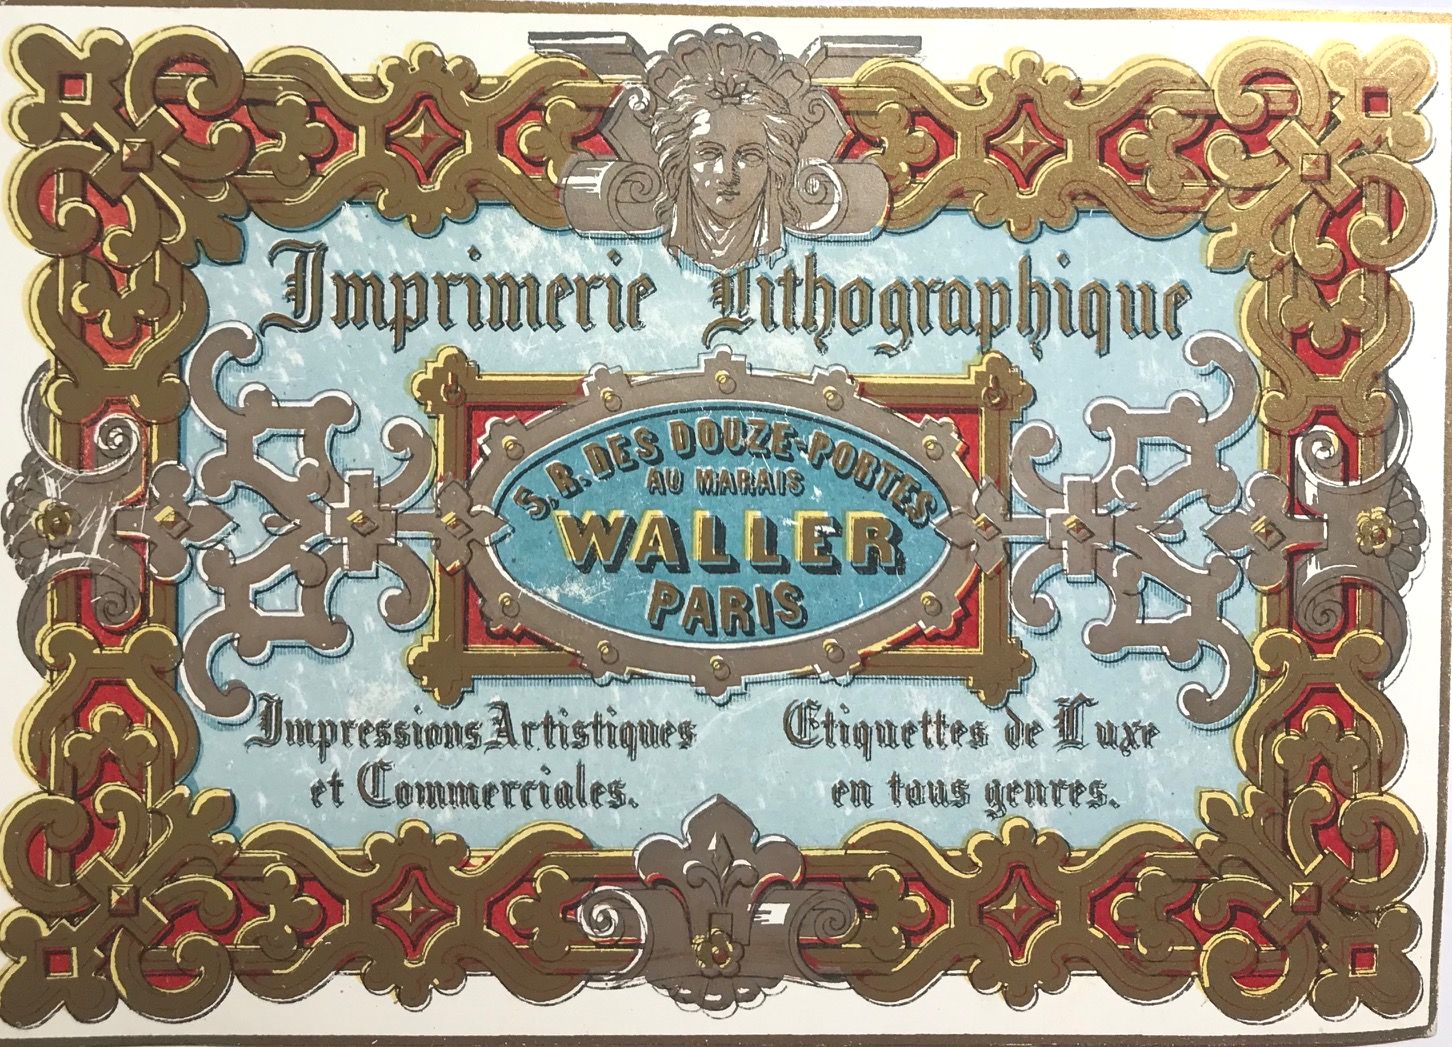 Imprimerie Lithographique
5, R. DES DOUZE-PORTES
AU MARAIS
WALLER
PARIS
Impressions Artistiques
et Commerciales.
Etiquettes de Luxe
en tous genres.